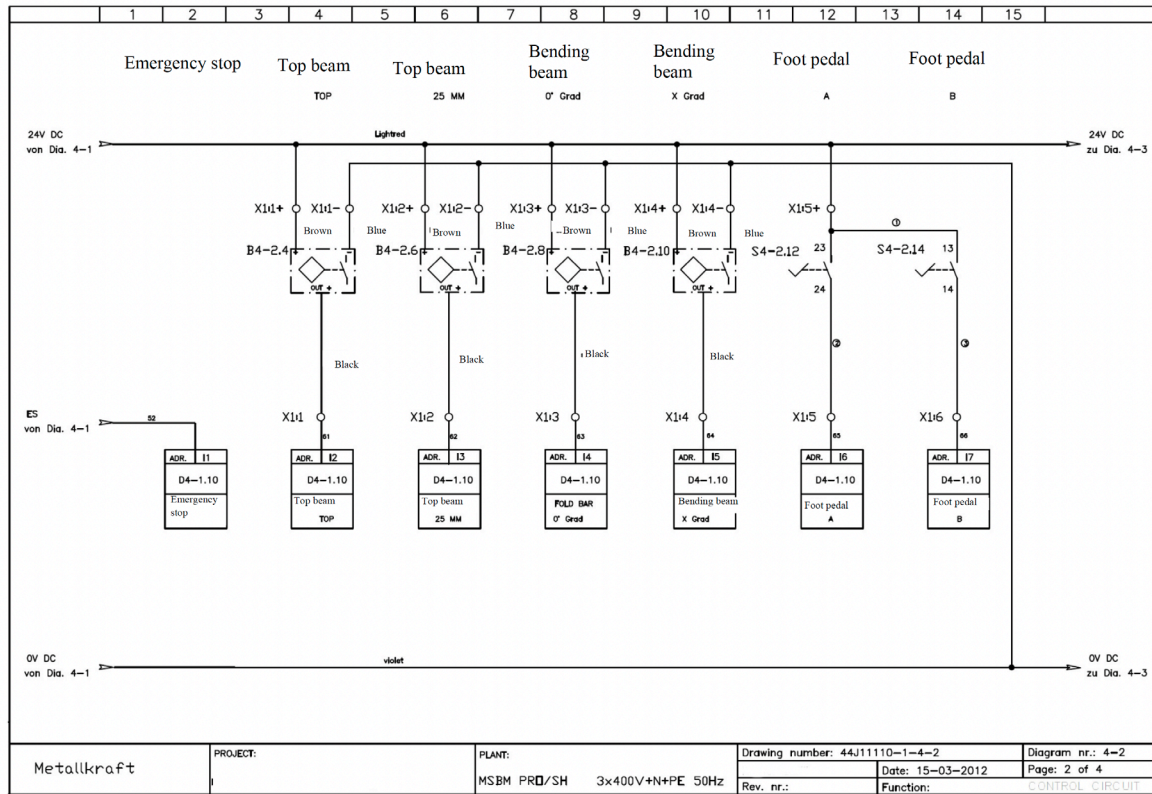 1 2 3 4 5 6 7 8 9 10 11 12 13 14 15
Emergency stop
Top beam
TOP
Top beam
25 MM
Bending
beam
0° Grad
Bending
beam
X Grad
Foot pedal
A
Foot pedal
B
24V DC
von Dia. 4-1
Lightred
24V DC
zu Dia. 4-3
X1:1+ X1:1- X1:2+ X1:2- X1:3+ X1:3- X1:4+ X1:4- X1:5+
1
Brown Blue Brown Blue Brown Blue Brown Blue
B4-2.4 B4-2.6 B4-2.8 B4-2.10 S4-2.12 23 S4-2.14 13
+ - + - + - + -
OUT + OUT + OUT + OUT + 24 14
2 3
Black Black Black Black
ES
von Dia. 4-1
52
X1:1 X1:2 X1:3 X1:4 X1:5 X1:6
61 62 63 64 65 66
ADR. I1 ADR. I2 ADR. I3 ADR. I4 ADR. I5 ADR. I6 ADR. I7
D4-1.10 D4-1.10 D4-1.10 D4-1.10 D4-1.10 D4-1.10 D4-1.10
Emergency
stop
Top beam
TOP
Top beam
25 MM
FOLD BAR
0° Grad
Bending beam
X Grad
Foot pedal
A
Foot pedal
B
0V DC
von Dia. 4-1
violet
0V DC
zu Dia. 4-3
Metallkraft
PROJECT:
PLANT:
MSBM PRO/SH 3x400V+N+PE 50Hz
Drawing number: 44J11110-1-4-2
Diagram nr.: 4-2
Date: 15-03-2012
Page: 2 of 4
Rev. nr.:
Function:
CONTROL CIRCUIT